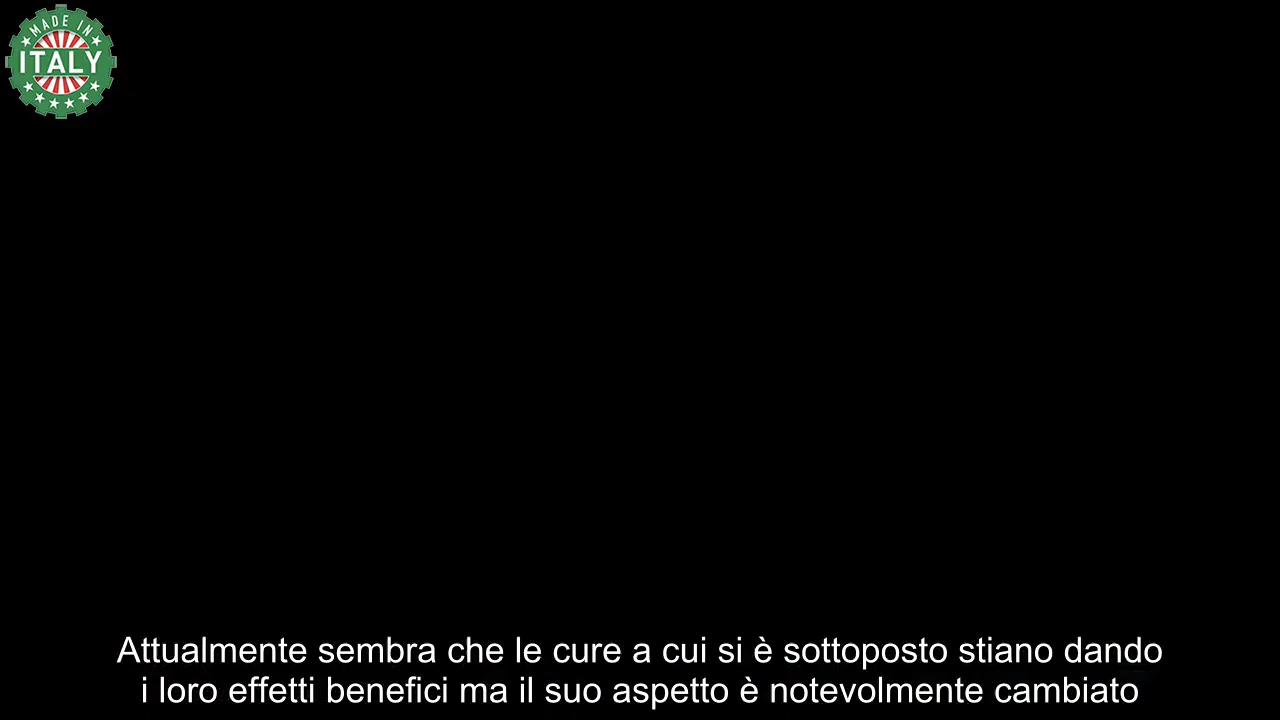 MADE IN
ITALY
Attualmente sembra che le cure a cui si è sottoposto stiano dando
i loro effetti benefici ma il suo aspetto è notevolmente cambiato